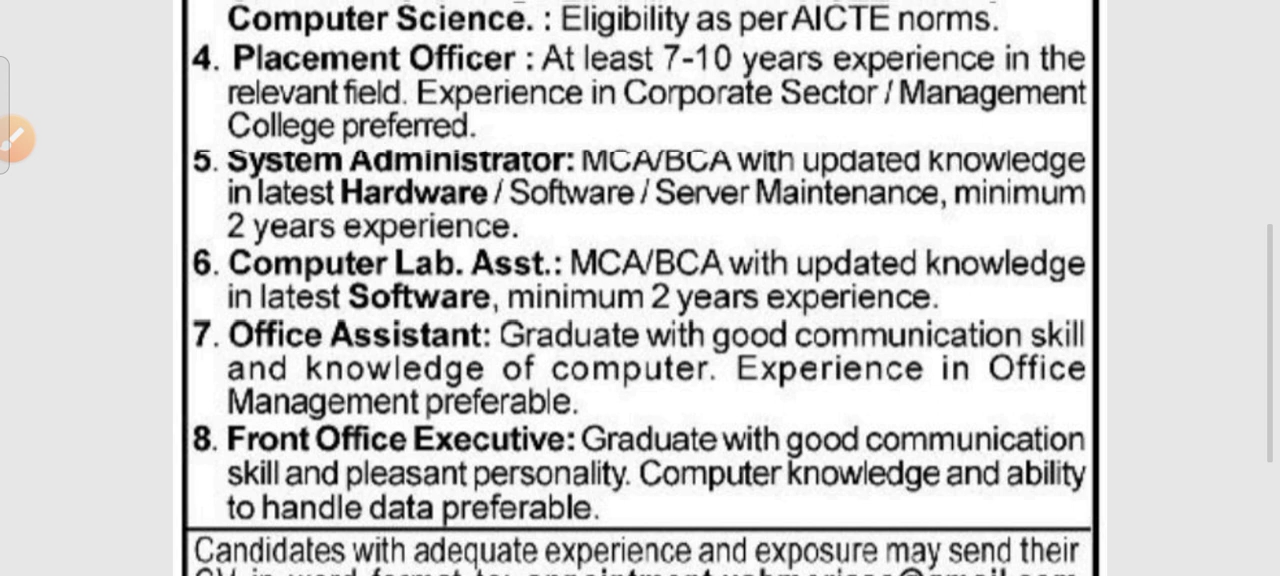 Computer Science. : Eligibility as per AICTE norms.
4. Placement Officer : At least 7-10 years experience in the
relevant field. Experience in Corporate Sector / Management
College preferred.
5. System Administrator: MCA/BCA with updated knowledge
in latest Hardware / Software / Server Maintenance, minimum
2 years experience.
6. Computer Lab. Asst.: MCA/BCA with updated knowledge
in latest Software, minimum 2 years experience.
7. Office Assistant: Graduate with good communication skill
and knowledge of computer. Experience in Office
Management preferable.
8. Front Office Executive: Graduate with good communication
skill and pleasant personality. Computer knowledge and ability
to handle data preferable.
Candidates with adequate experience and exposure may send their